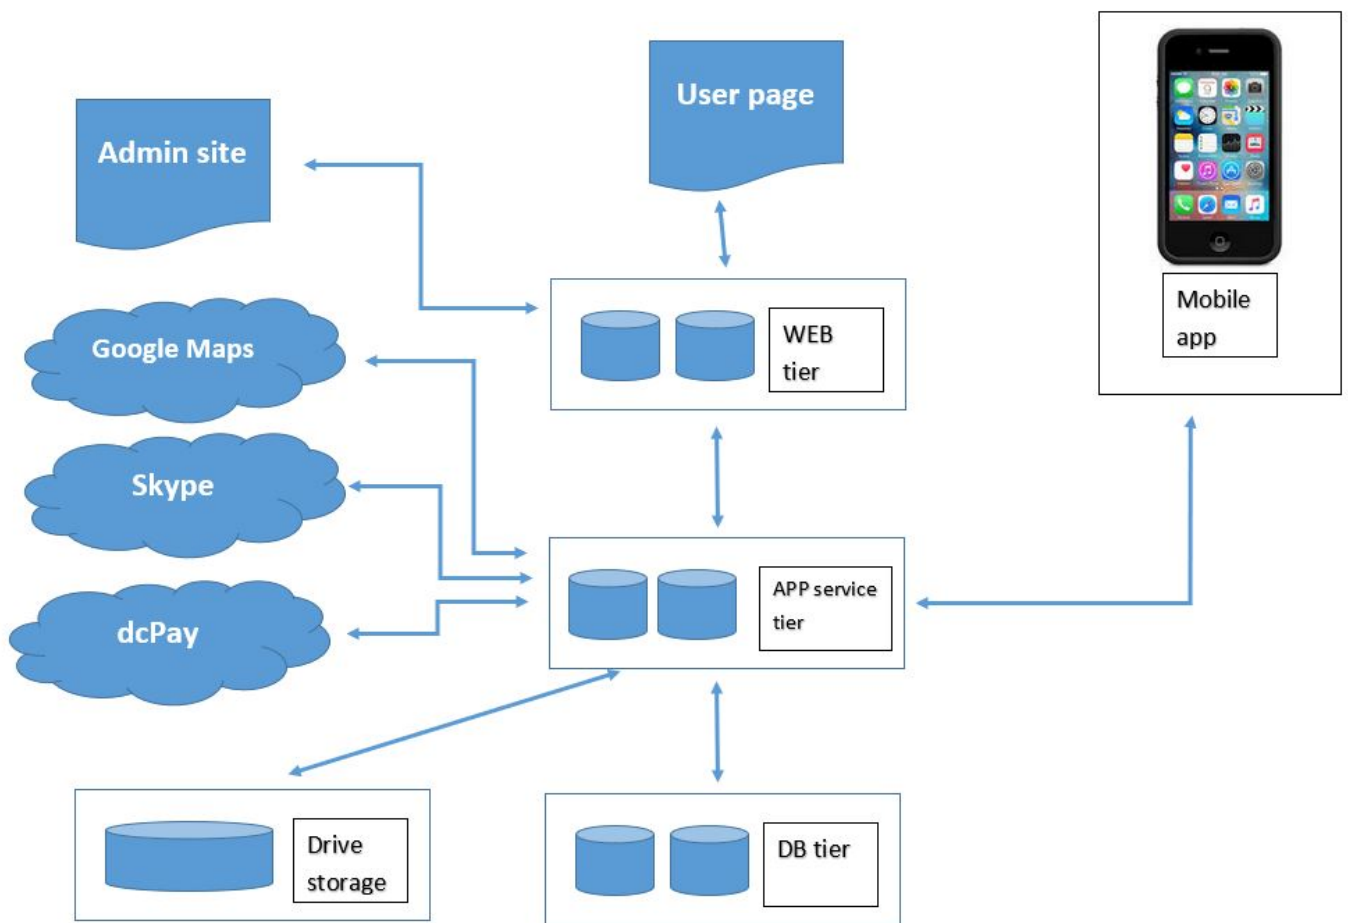 User page
Admin site
Google Maps
WEB
tier
Mobile
app
Skype
APP service
tier
dcPay
Drive
storage
DB tier